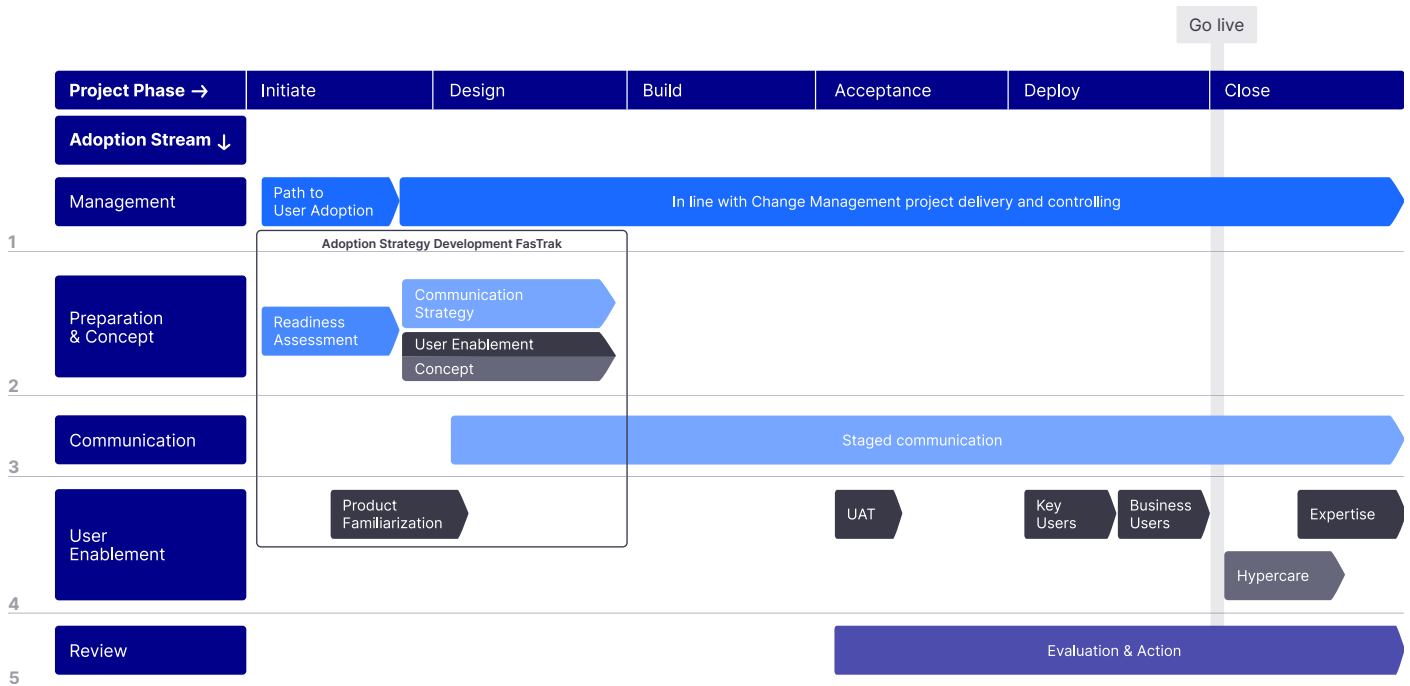 Go live
Project Phase → Initiate Design Build Acceptance Deploy Close
Adoption Stream ↓
Management
Path to
User Adoption
In line with Change Management project delivery and controlling
1
Adoption Strategy Development FasTrak
Preparation
& Concept
Readiness
Assessment
Communication
Strategy
User Enablement
Concept
2
Communication
Staged communication
3
User
Enablement
Product
Familiarization
UAT
Key
Users
Business
Users
Expertise
Hypercare
4
Review
Evaluation & Action
5